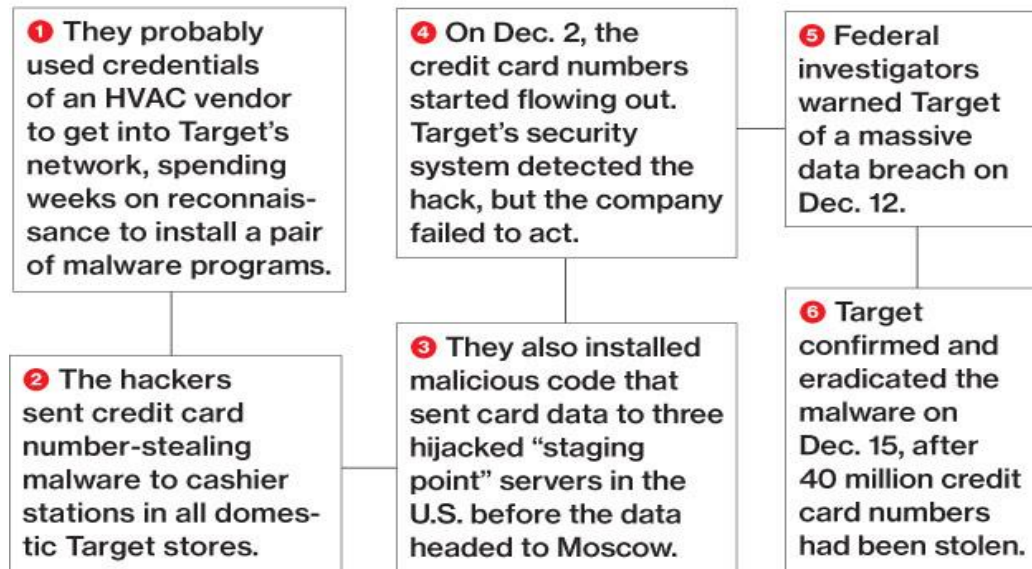 1 They probably
used credentials
of an HVAC vendor
to get into Target's
network, spending
weeks on reconnais-
sance to install a pair
of malware programs.
2 The hackers
sent credit card
number-stealing
malware to cashier
stations in all domes-
tic Target stores.
3 They also installed
malicious code that
sent card data to three
hijacked “staging
point” servers in the
U.S. before the data
headed to Moscow.
4 On Dec. 2, the
credit card numbers
started flowing out.
Target's security
system detected the
hack, but the company
failed to act.
5 Federal
investigators
warned Target
of a massive
data breach on
Dec. 12.
6 Target
confirmed and
eradicated the
malware on
Dec. 15, after
40 million credit
card numbers
had been stolen.